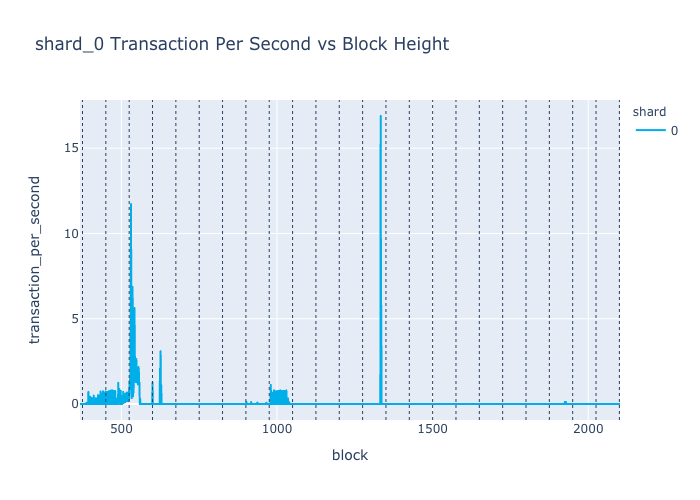 shard_0 Transaction Per Second vs Block Height
shard
0
15
10
5
0
transaction_per_second
500
1000
1500
2000
block